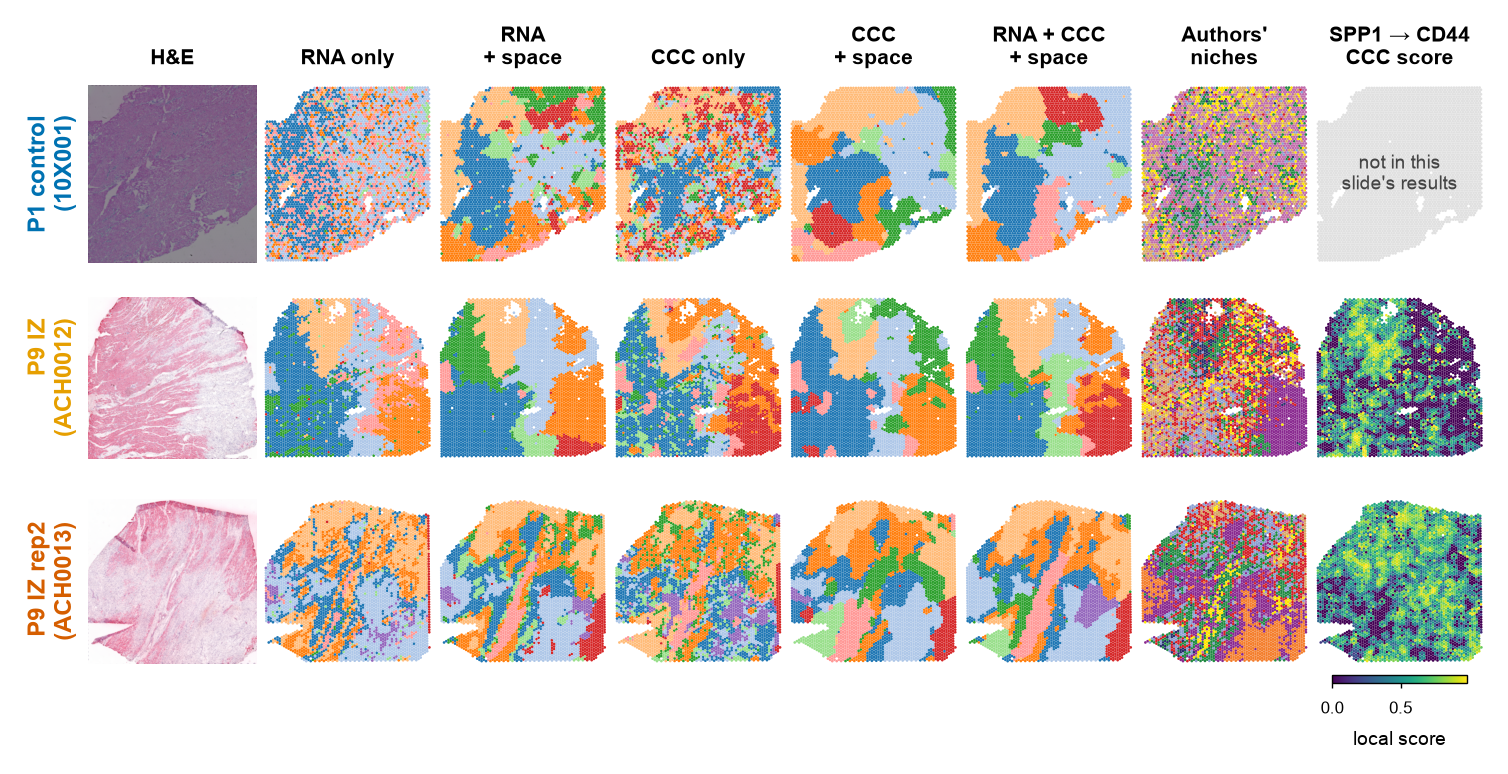 H&E
RNA only
RNA
+ space
CCC only
CCC
+ space
RNA + CCC
+ space
Authors'
niches
SPP1 → CD44
CCC score
P1 control
(10X001)
not in this
slide's results
P9 IZ
(ACH0012)
P9 IZ rep2
(ACH0013)
0.0
0.5
local score